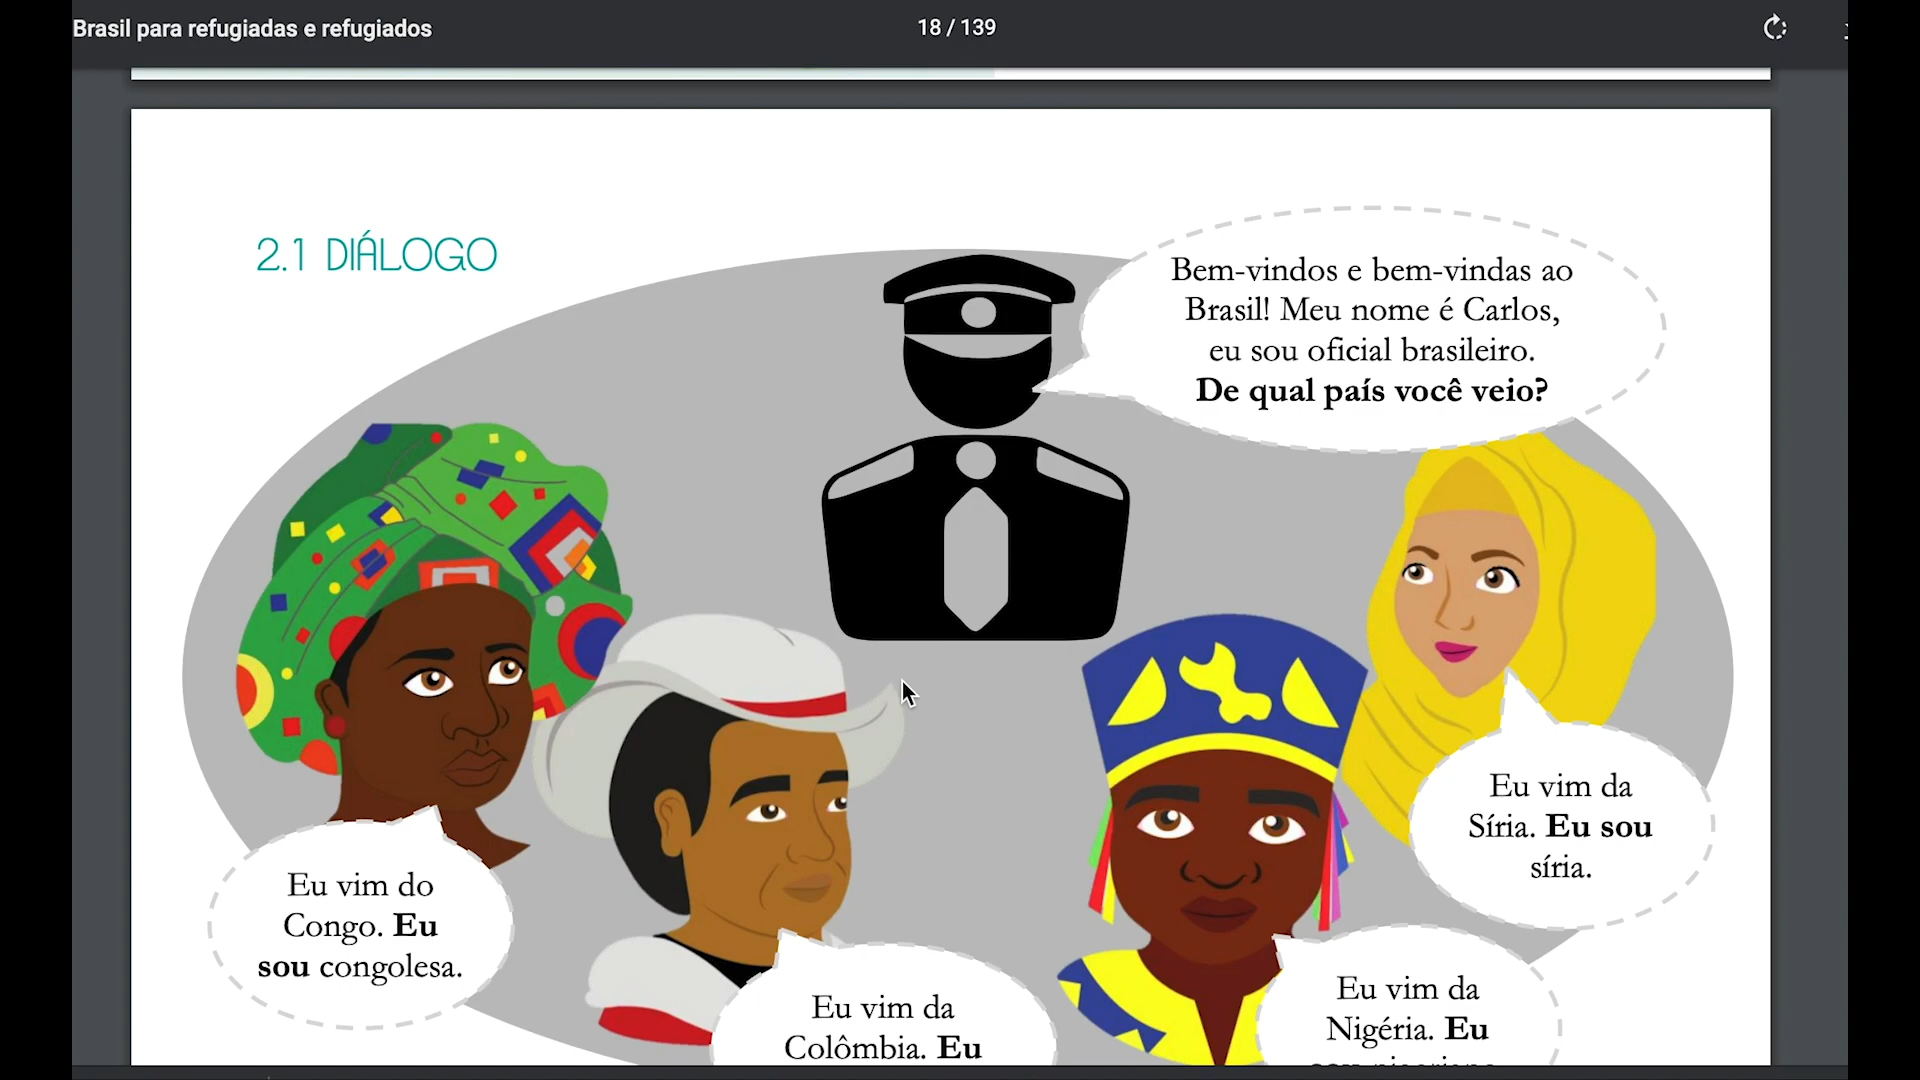 Brasil para refugiadas e refugiados
18 / 139
2.1 DIÁLOGO
Bem-vindos e bem-vindas ao
Brasil! Meu nome é Carlos,
eu sou oficial brasileiro.
De qual país você veio?
Eu vim da
Síria. Eu sou
síria.
Eu vim do
Congo. Eu
sou congolesa.
Eu vim da
Colômbia. Eu
Eu vim da
Nigéria. Eu